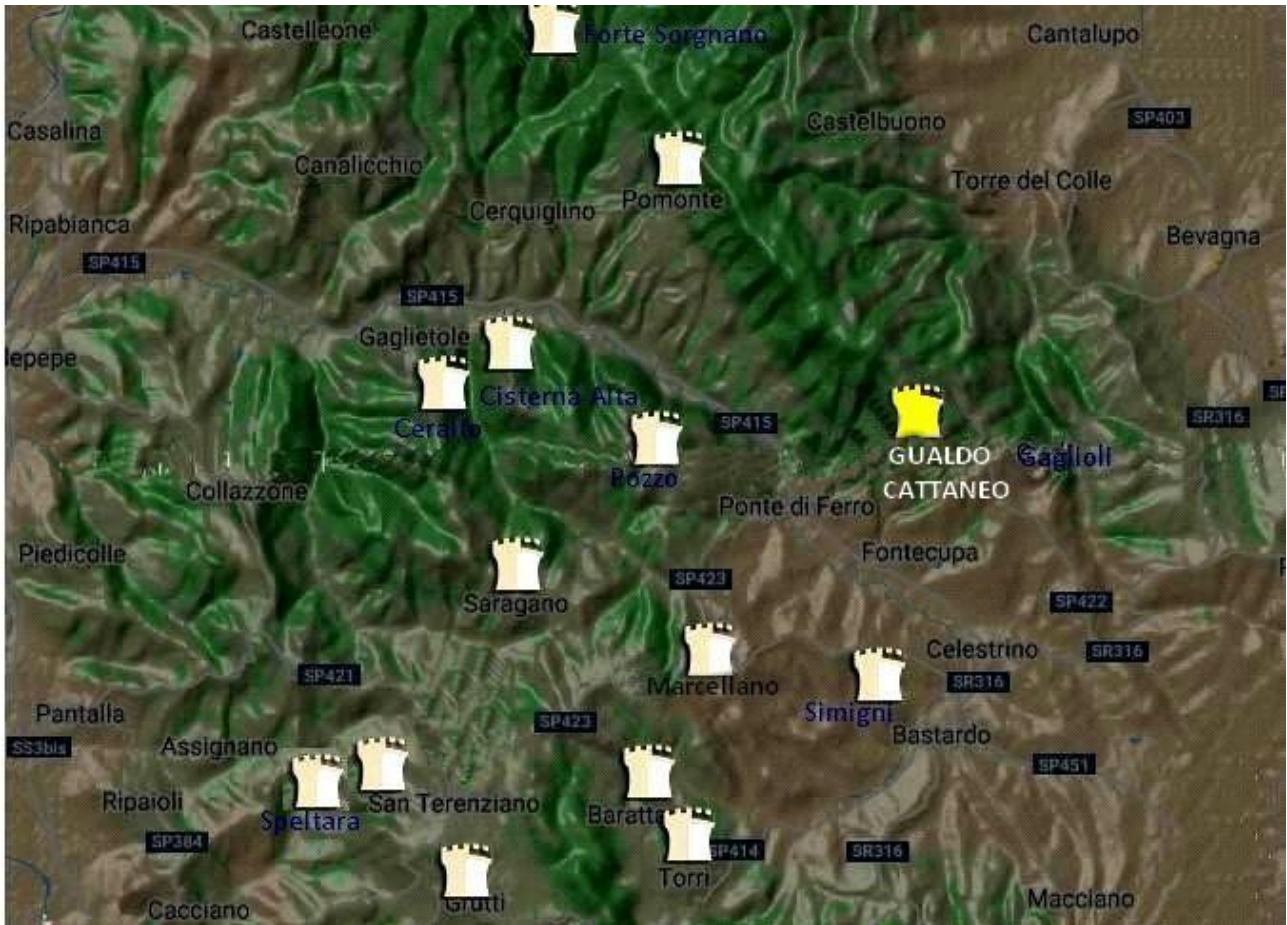 Castelleone
Forte Sorgnano
Cantalupo
Casalina
Castelbuono
SP403
Canalicchio
Pomonte
Torre del Colle
Ripabianca
Cerquiglino
Bevagna
SP415
SP415
Gaglietole
lepepe
Cisterna Alta
Ceralto
SP415
SR316
Pozzo
GUALDO
CATTANEO
Gaglioli
Collazzone
Ponte di Ferro
Piedicolle
Fontecupa
SP423
Saragano
SP422
Celestrino
SR316
SP421
Marcellano
SR316
Simigni
Pantalla
SP423
Bastardo
SS3bis
Assignano
SP451
Ripaioli
San Terenziano
Baratta
Speltara
SP384
SP414
SR316
Torri
Grutti
Macciano
Cacciano